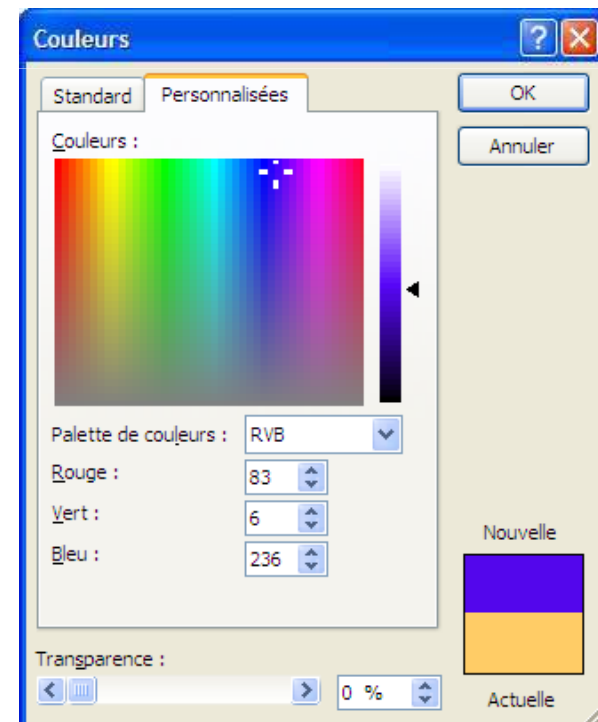 Couleurs
Standard Personnalisées OK
Couleurs : Annuler
Palette de couleurs : RVB
Rouge : 83
Vert : 6
Bleu : 236
Nouvelle
Transparence :
0 %
Actuelle